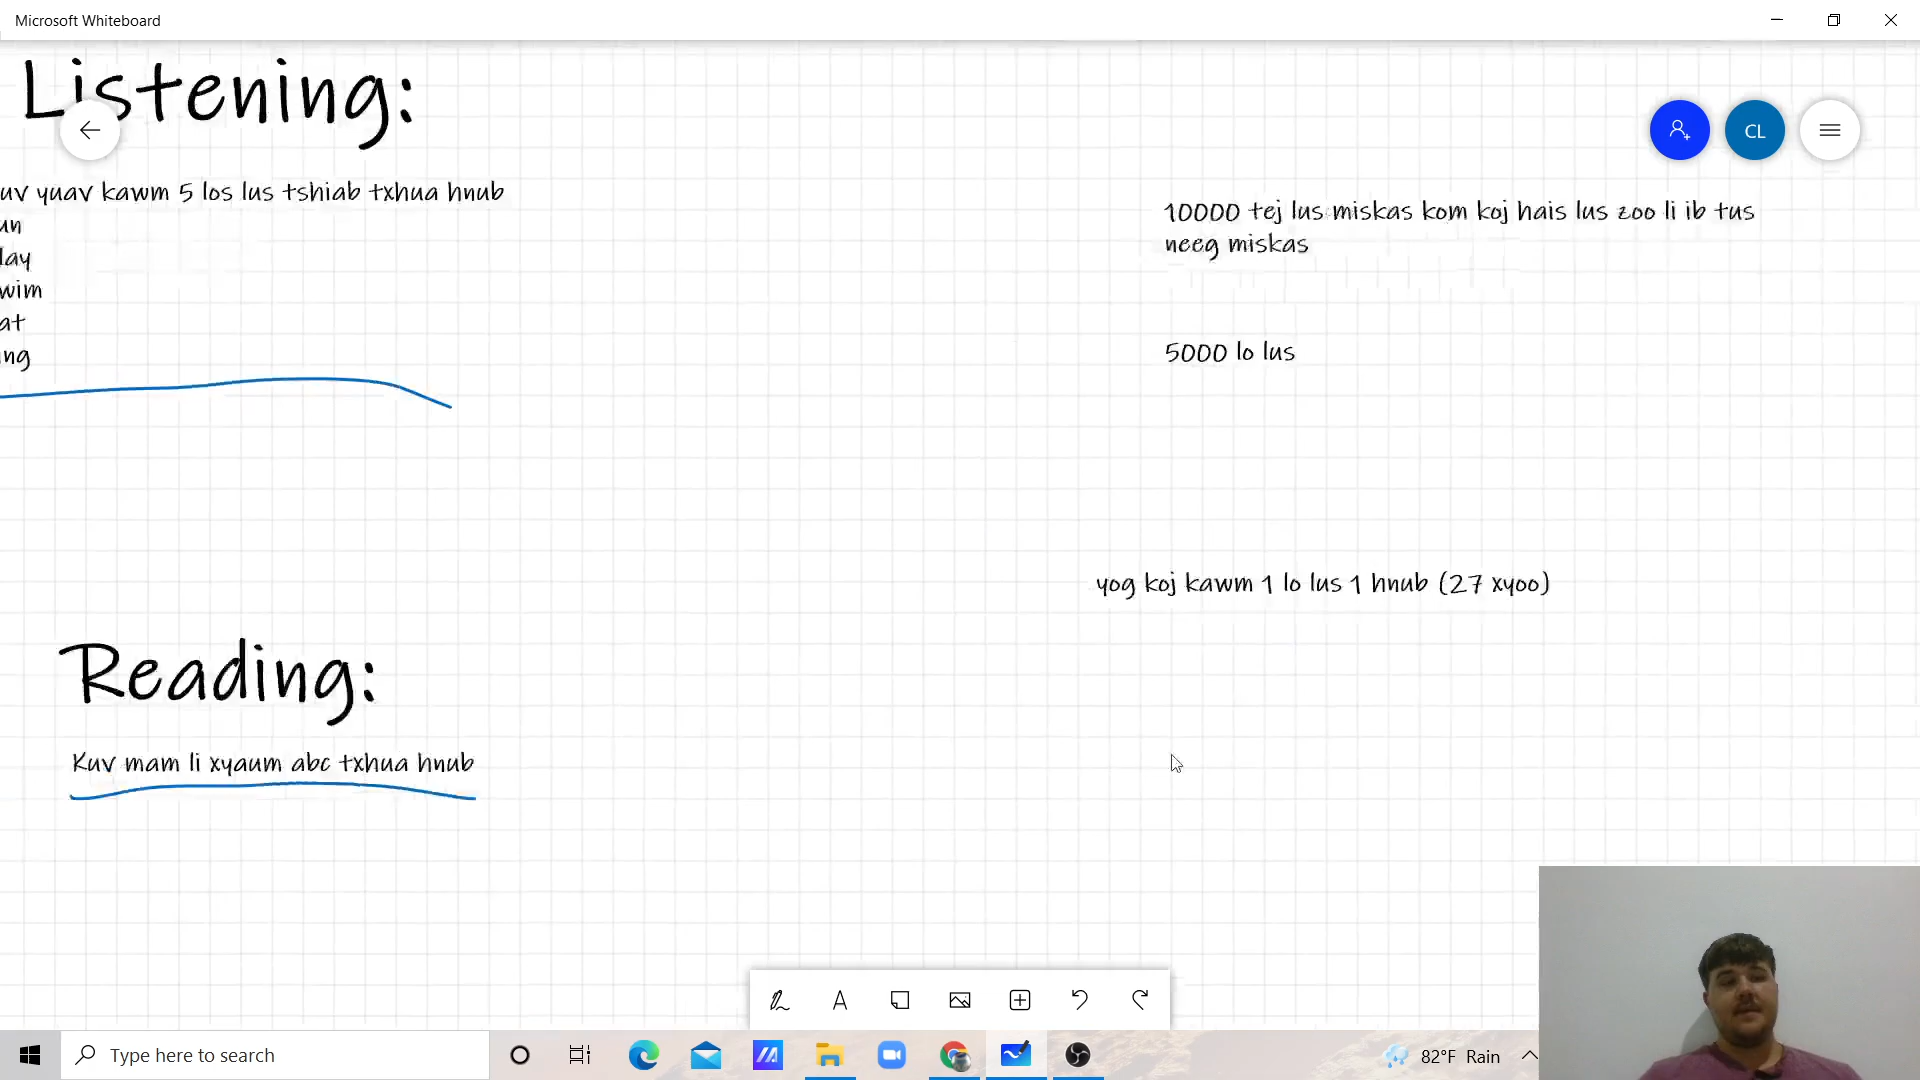 Microsoft Whiteboard
Listening:
CL
uv yuav kawm 5 los lus tshiab txhua hnub
un
lay
wim
at
ing
10000 tej lus miskas kom koj hais lus zoo li ib tus
neeg miskas
5000 lo lus
yog koj kawm 1 lo lus 1 hnub (27 xyoo)
Reading:
Kuv mam li xyaum abc txhua hnub
A
Type here to search
82°F Rain